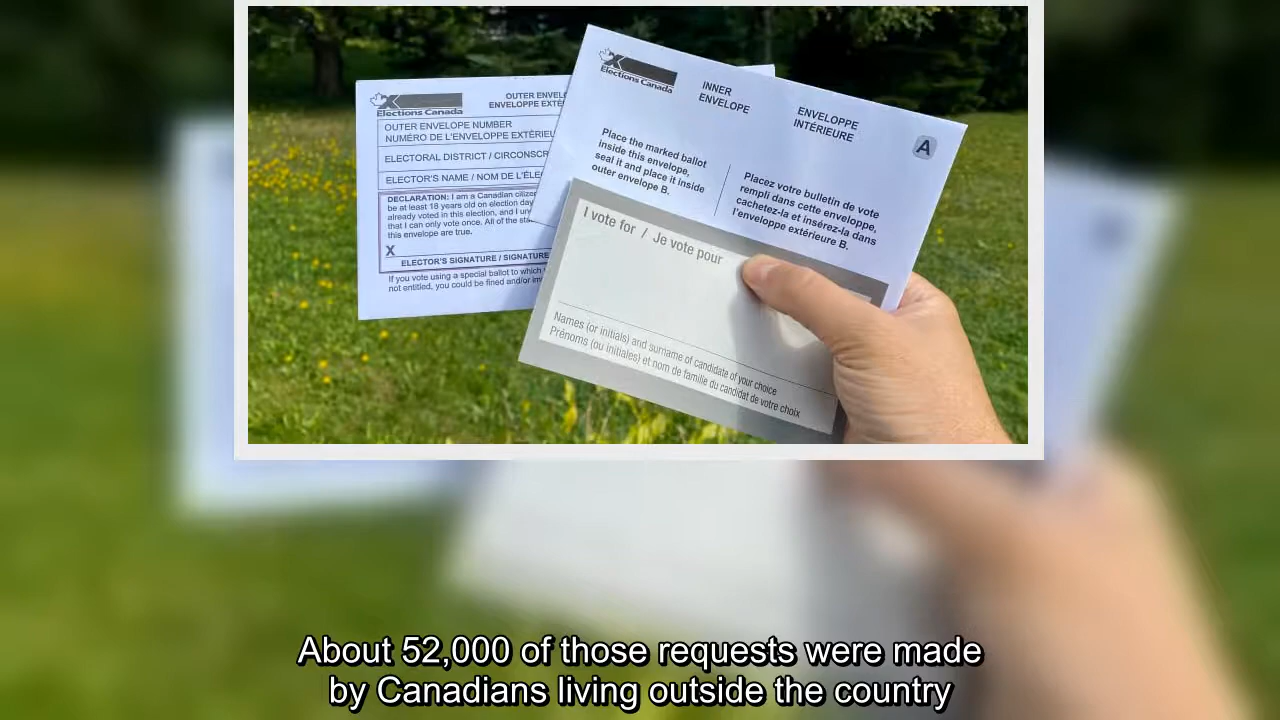 Elections Canada
OUTER
ENVELOPPE
OUTER ENVELOPE NUMBER
NUMÉRO DE L'ENVELOPPE
ELECTORAL DISTRICT /
ELECTOR'S NAME / NOM DE
DECLARATION: I am a Canadian
be at least 18 years old on election day
already voted in this election, and I
that I can only vote once. All of the
this envelope are true.
X
ELECTOR'S SIGNATURE / SIGNATURE
If you vote using a special ballot to which
not entitled, you could be fined and/or
Elections Canada
INNER
ENVELOPE
ENVELOPPE
INTÉRIEURE
A
Place the marked ballot
inside this envelope,
seal it and place it inside
outer envelope B.
Placez votre bulletin de vote
rempli dans cette enveloppe,
cachetez-la et insérez-la dans
l'enveloppe extérieure B.
I vote for / Je vote pour
Names (or initials) and surname of candidate of your choice
Prénoms (ou initiales) et nom de famille du candidat de votre choix
About 52,000 of those requests were made
by Canadians living outside the country